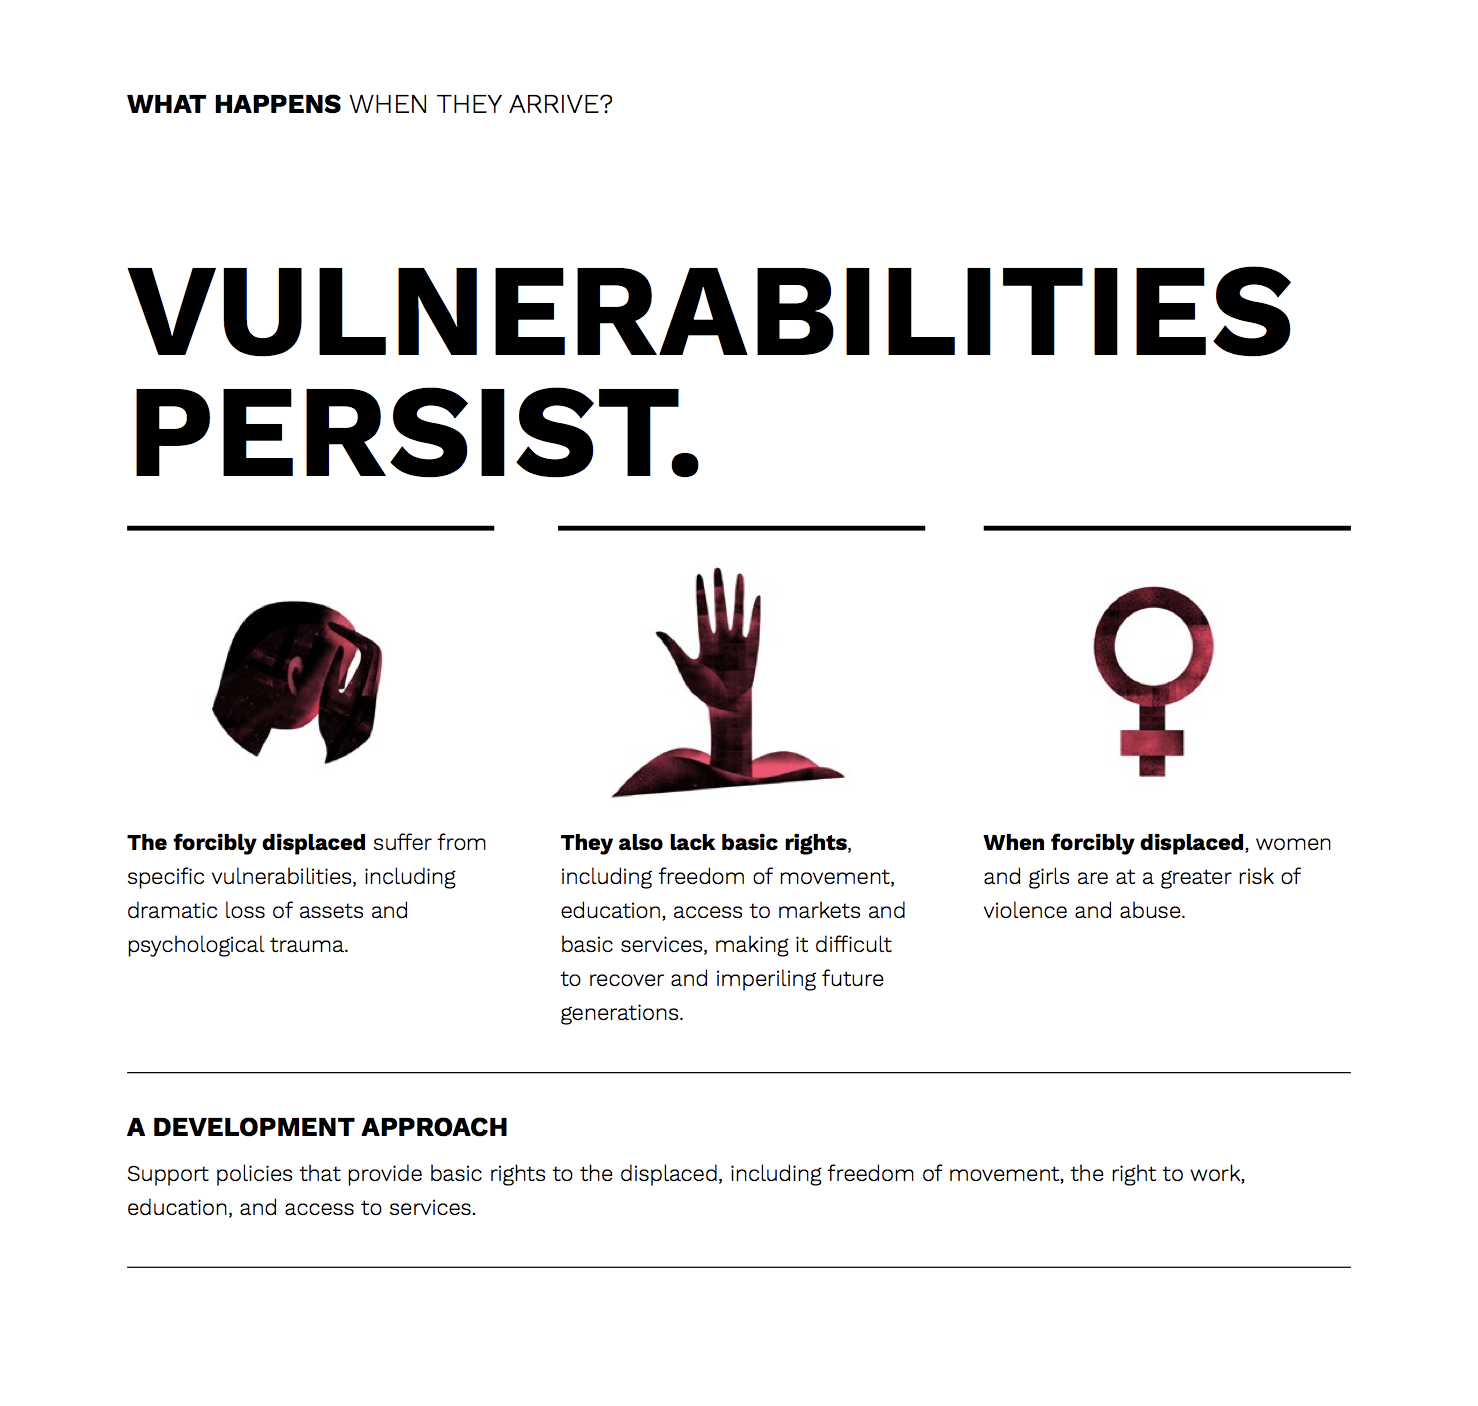 WHAT HAPPENS WHEN THEY ARRIVE?
VULNERABILITIES
PERSIST.
The forcibly displaced suffer from
specific vulnerabilities, including
dramatic loss of assets and
psychological trauma.
They also lack basic rights,
including freedom of movement,
education, access to markets and
basic services, making it difficult
to recover and imperiling future
generations.
When forcibly displaced, women
and girls are at a greater risk of
violence and abuse.
A DEVELOPMENT APPROACH
Support policies that provide basic rights to the displaced, including freedom of movement, the right to work,
education, and access to services.